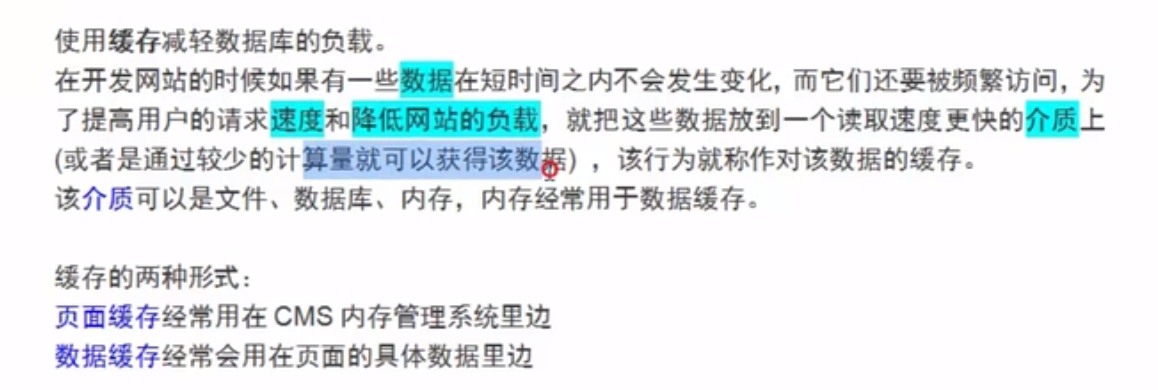 使用缓存减轻数据库的负载。
在开发网站的时候如果有一些数据在短时间之内不会发生变化，而它们还要被频繁访问，为
了提高用户的请求速度和降低网站的负载，就把这些数据放到一个读取速度更快的介质上
(或者是通过较少的计算量就可以获得该数据) ，该行为就称作对该数据的缓存。
该介质可以是文件、数据库、内存，内存经常用于数据缓存。
缓存的两种形式：
页面缓存经常用在 CMS 内存管理系统里边
数据缓存经常会用在页面的具体数据里边